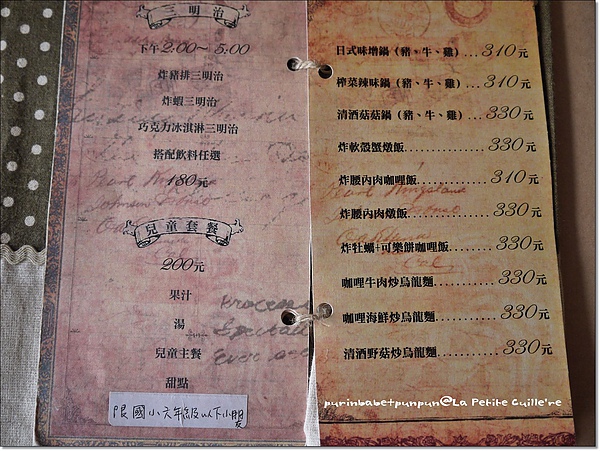 三明治
下午2:00～5:00
炸豬排三明治
炸蝦三明治
巧克力冰淇淋三明治
搭配飲料任選
180元
兒童套餐
200元
果汁
湯
兒童主餐
甜點
限國小六年級以下小朋友
日式味增鍋（豬、牛、雞）...310元
榨菜辣味鍋（豬、牛、雞）...310元
清酒菇菇鍋（豬、牛、雞）...330元
炸軟殼蟹燉飯...............330元
炸腰內肉咖哩飯............310元
炸腰內肉燉飯...............330元
炸牡蠣+可樂餅咖哩飯......330元
咖哩牛肉炒烏龍麵.........330元
咖哩海鮮炒烏龍麵.........330元
清酒野菇炒烏龍麵.........330元
purinbabetpunpun@La Petite Cuille're